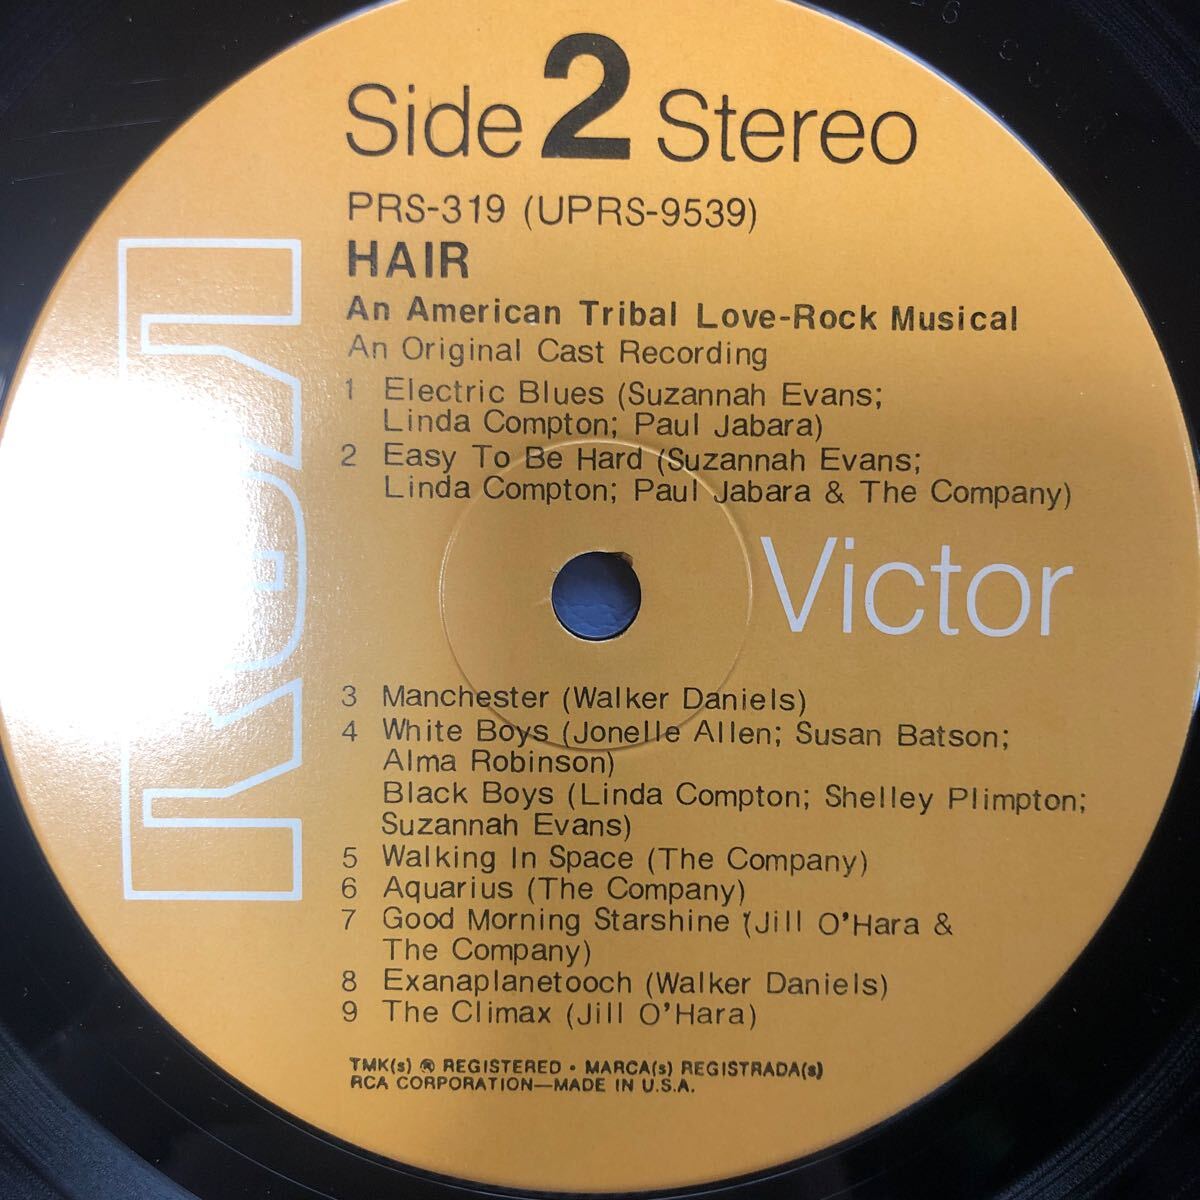 Side 2 Stereo
PRS-319 (UPRS-9539)
HAIR
An American Tribal Love-Rock Musical
An Original Cast Recording
1 Electric Blues (Suzannah Evans;
Linda Compton; Paul Jabara)
2 Easy To Be Hard (Suzannah Evans;
Linda Compton; Paul Jabara & The Company)
RCA
Victor
3 Manchester (Walker Daniels)
4 White Boys (Jonelle Allen; Susan Batson;
Alma Robinson)
Black Boys (Linda Compton; Shelley Plimpton;
Suzannah Evans)
5 Walking In Space (The Company)
6 Aquarius (The Company)
7 Good Morning Starshine (Jill O'Hara &
The Company)
8 Exanaplanetooch (Walker Daniels)
9 The Climax (Jill O'Hara)
TMK(s) ® REGISTERED • MARCA(s) REGISTRADA(s)
RCA CORPORATION—MADE IN U.S.A.